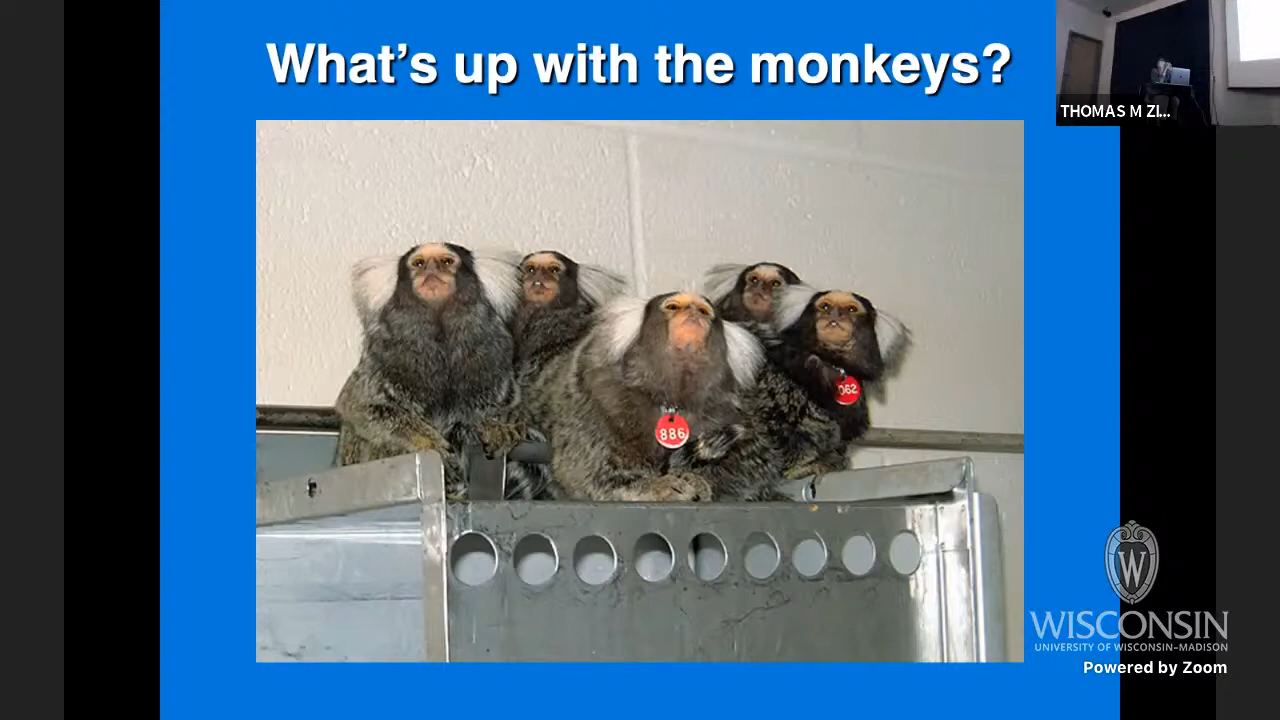 What's up with the monkeys?
THOMAS M ZI...
886
062
W
WISCONSIN
UNIVERSITY OF WISCONSIN–MADISON
Powered by Zoom